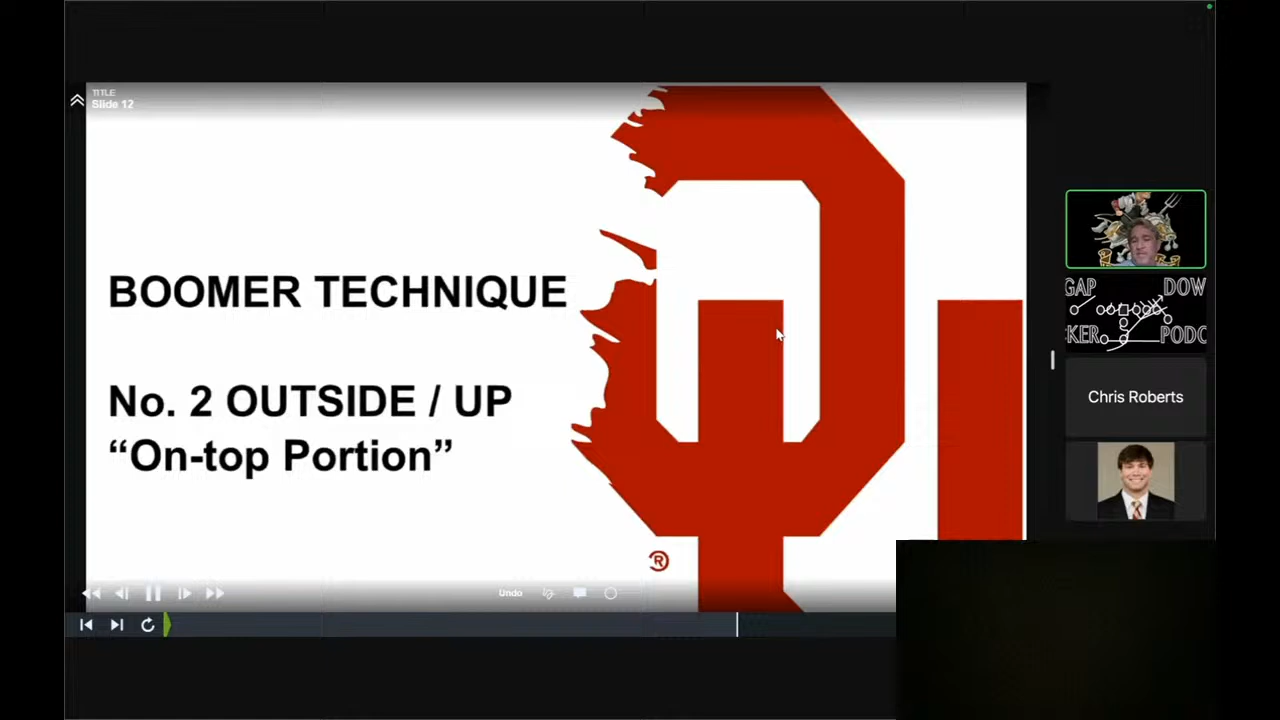 TITLE
Slide 12
BOOMER TECHNIQUE
No. 2 OUTSIDE / UP
“On-top Portion”
®
Undo
GAP DOW
KER PODC
Chris Roberts